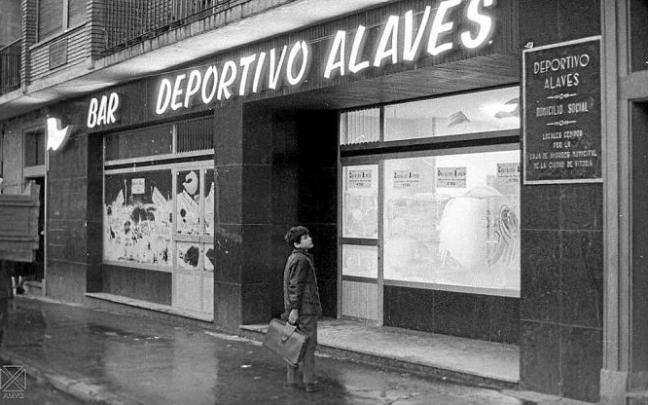 BAR DEPORTIVO ALAVÉS
DEPORTIVO
ALAVES
DOMICILIO SOCIAL
LOCALES CEDIDOS
POR LA
CAJA DE AHORROS MUNICIPAL
DE LA CIUDAD DE VITORIA